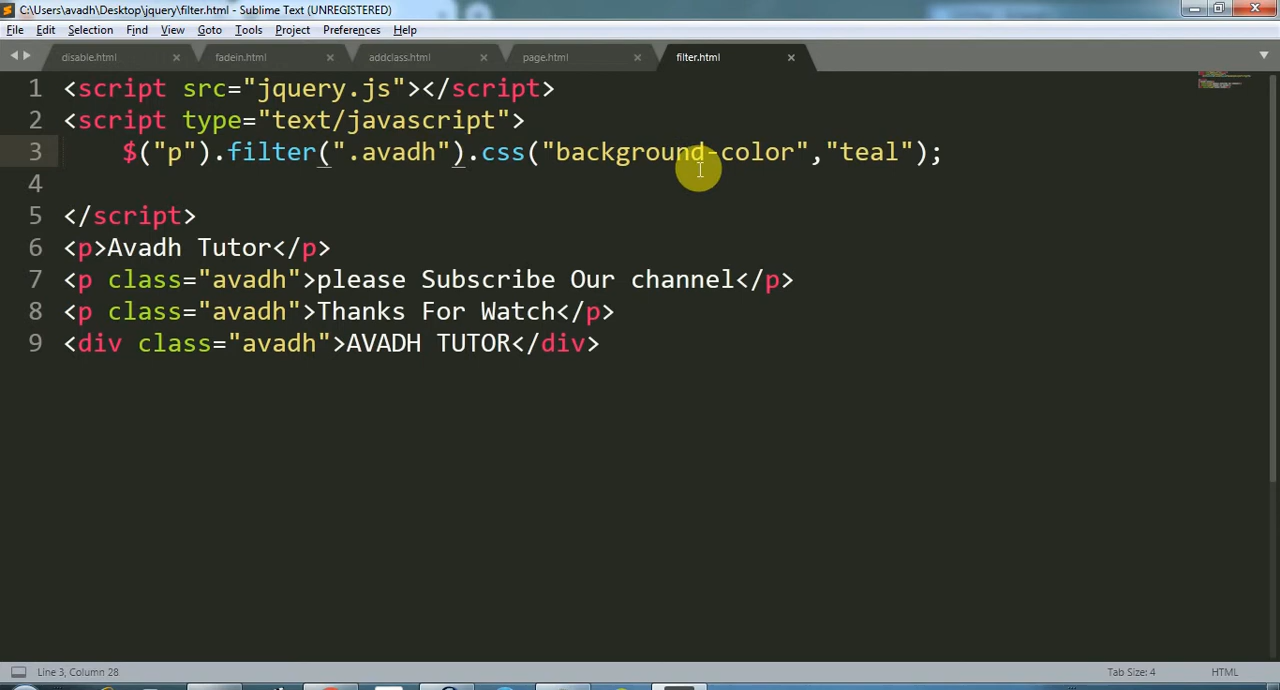 C:\Users\avadh\Desktop\jquery\filter.html - Sublime Text (UNREGISTERED)
File Edit Selection Find View Goto Tools Project Preferences Help
disable.html fadein.html addclass.html page.html filter.html
1 <script src="jquery.js"></script>
2 <script type="text/javascript">
3 $("p").filter(".avadh").css("background-color","teal");
4
5 </script>
6 <p>Avadh Tutor</p>
7 <p class="avadh">please Subscribe Our channel</p>
8 <p class="avadh">Thanks For Watch</p>
9 <div class="avadh">AVADH TUTOR</div>
Line 3, Column 28 Tab Size: 4 HTML